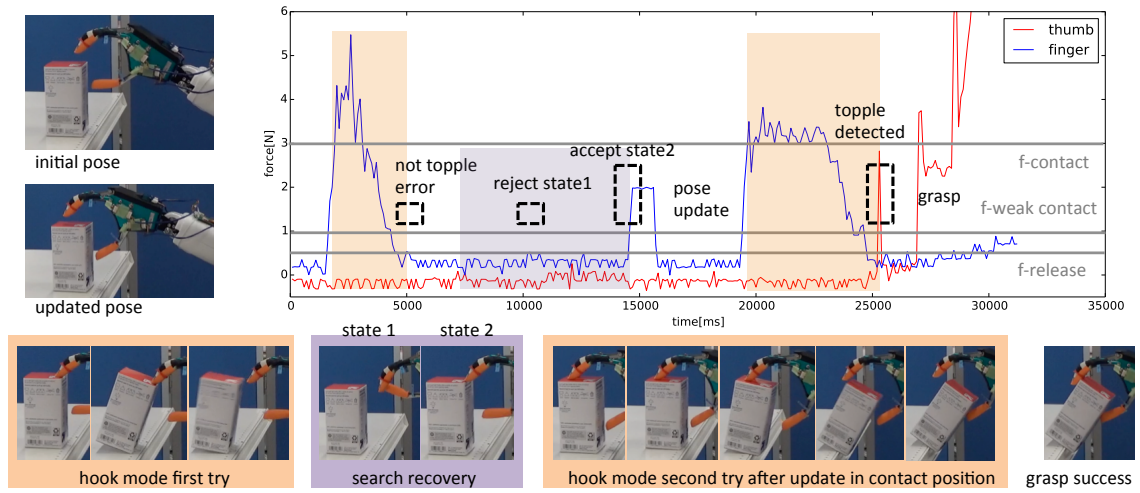 initial pose
updated pose
force[N]
6
5
4
3
2
1
0
0
5000
10000
15000
20000
25000
30000
35000
time[ms]
thumb
finger
not topple
error
reject state1
accept state2
pose
update
topple
detected
grasp
f-contact
f-weak contact
f-release
state 1
state 2
hook mode first try
search recovery
hook mode second try after update in contact position
grasp success